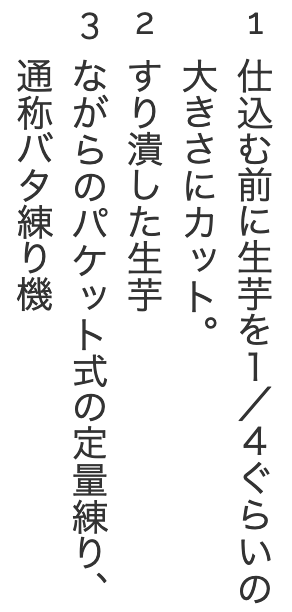 1 仕込む前に生芋を1／4ぐらいの
大きさにカット。
2 すり潰した生芋
3 ながらのパケット式の定量練り、
通称バタ練り機